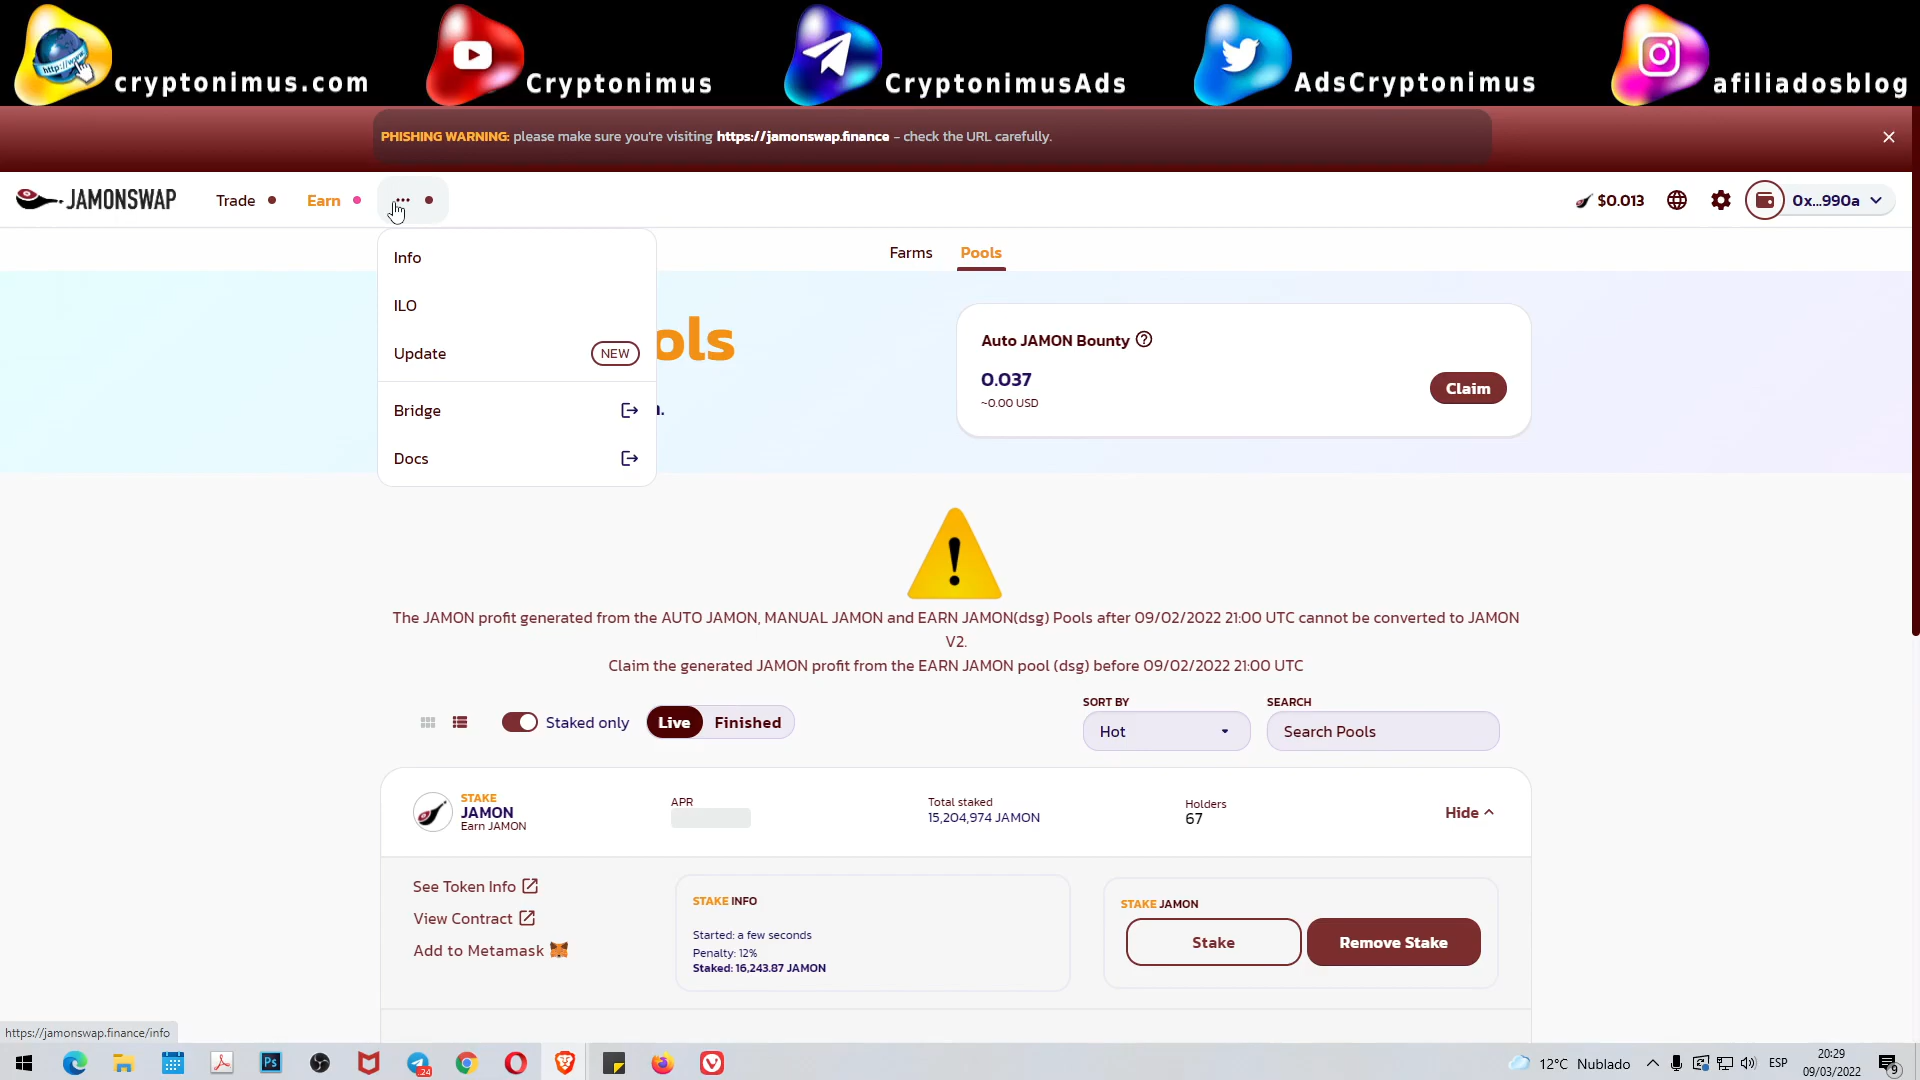 cryptonimus.com
Cryptonimus
CryptonimusAds
AdsCryptonimus
afiliadosblog
http://www
PHISHING WARNING: please make sure you're visiting https://jamonswap.finance - check the URL carefully.
JAMONSWAP
Trade
Earn
$0.013
0x...990a
Info
ILO
Update
NEW
Bridge
Docs
Farms
Pools
ols
.
Auto JAMON Bounty
0.037
~0.00 USD
Claim
The JAMON profit generated from the AUTO JAMON, MANUAL JAMON and EARN JAMON(dsg) Pools after 09/02/2022 21:00 UTC cannot be converted to JAMON
V2.
Claim the generated JAMON profit from the EARN JAMON pool (dsg) before 09/02/2022 21:00 UTC
Staked only
Live
Finished
SORT BY
Hot
SEARCH
Search Pools
STAKE
JAMON
Earn JAMON
APR
Total staked
15,204,974 JAMON
Holders
67
Hide
See Token Info
View Contract
Add to Metamask
STAKE INFO
Started: a few seconds
Penalty: 12%
Staked: 16,243.87 JAMON
STAKE JAMON
Stake
Remove Stake
https://jamonswap.finance/info
Ps
24
12°C Nublado
ESP
20:29
09/03/2022
9